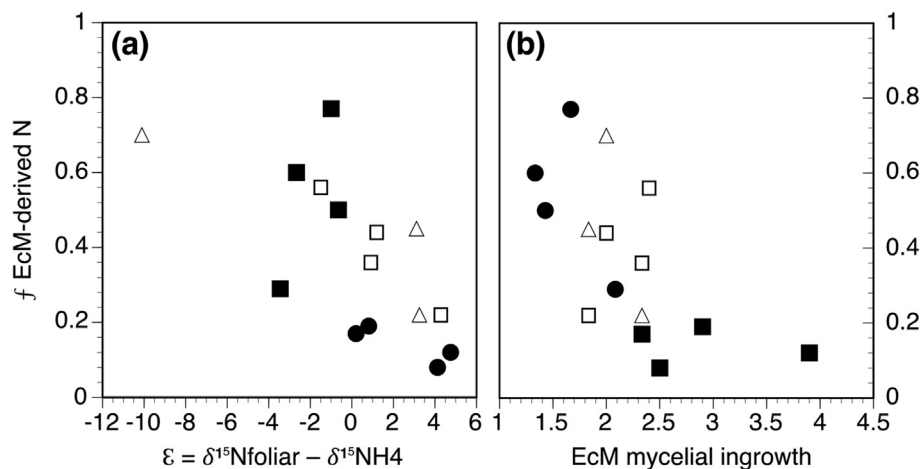 (a)
(b)
1
0.8
0.6
0.4
0.2
0
1
0.8
0.6
0.4
0.2
0
-12 -10 -8 -6 -4 -2 0 2 4 6
1 1.5 2 2.5 3 3.5 4 4.5
ƒ EcM-derived N
Ɛ = δ¹⁵Nfoliar – δ¹⁵NH4
EcM mycelial ingrowth